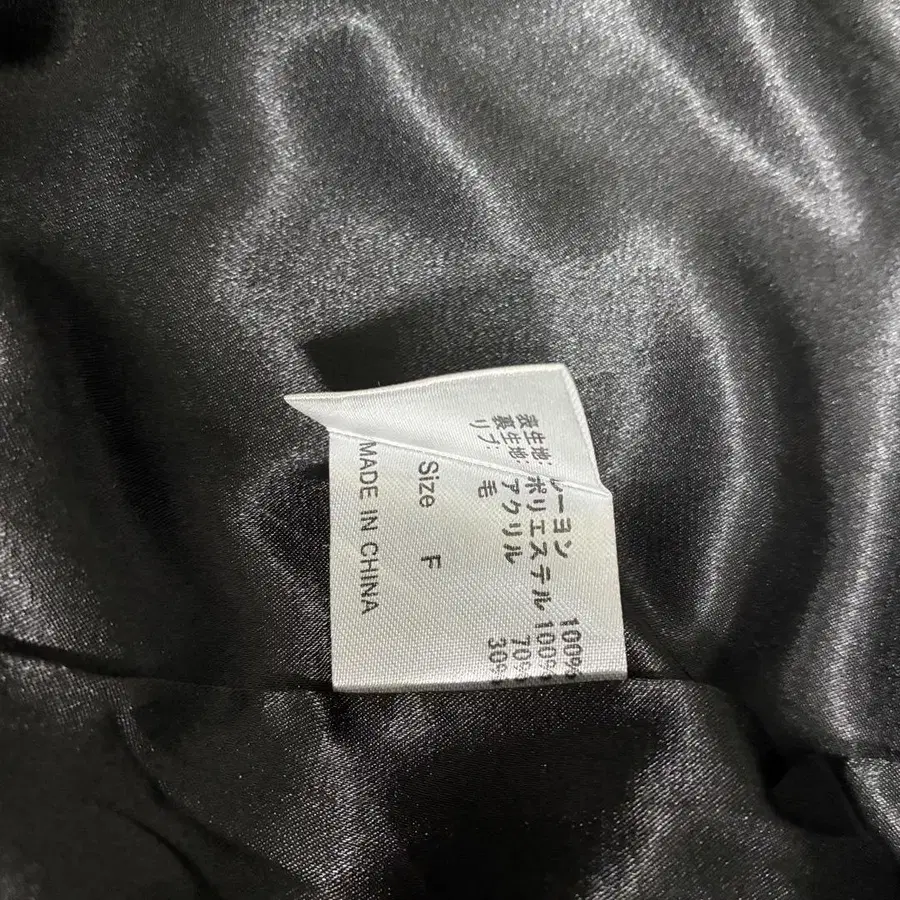 表生地: レーヨン 100%
裏生地: ポリエステル 100%
リブ: アクリル 70%
毛 30%
Size F
MADE IN CHINA